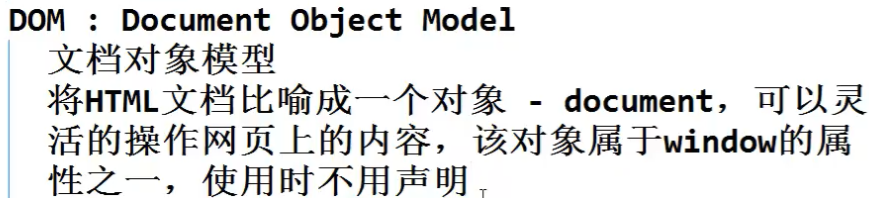 DOM : Document Object Model
文档对象模型
将HTML文档比喻成一个对象 - document，可以灵
活的操作网页上的内容，该对象属于window的属
性之一，使用时不用声明